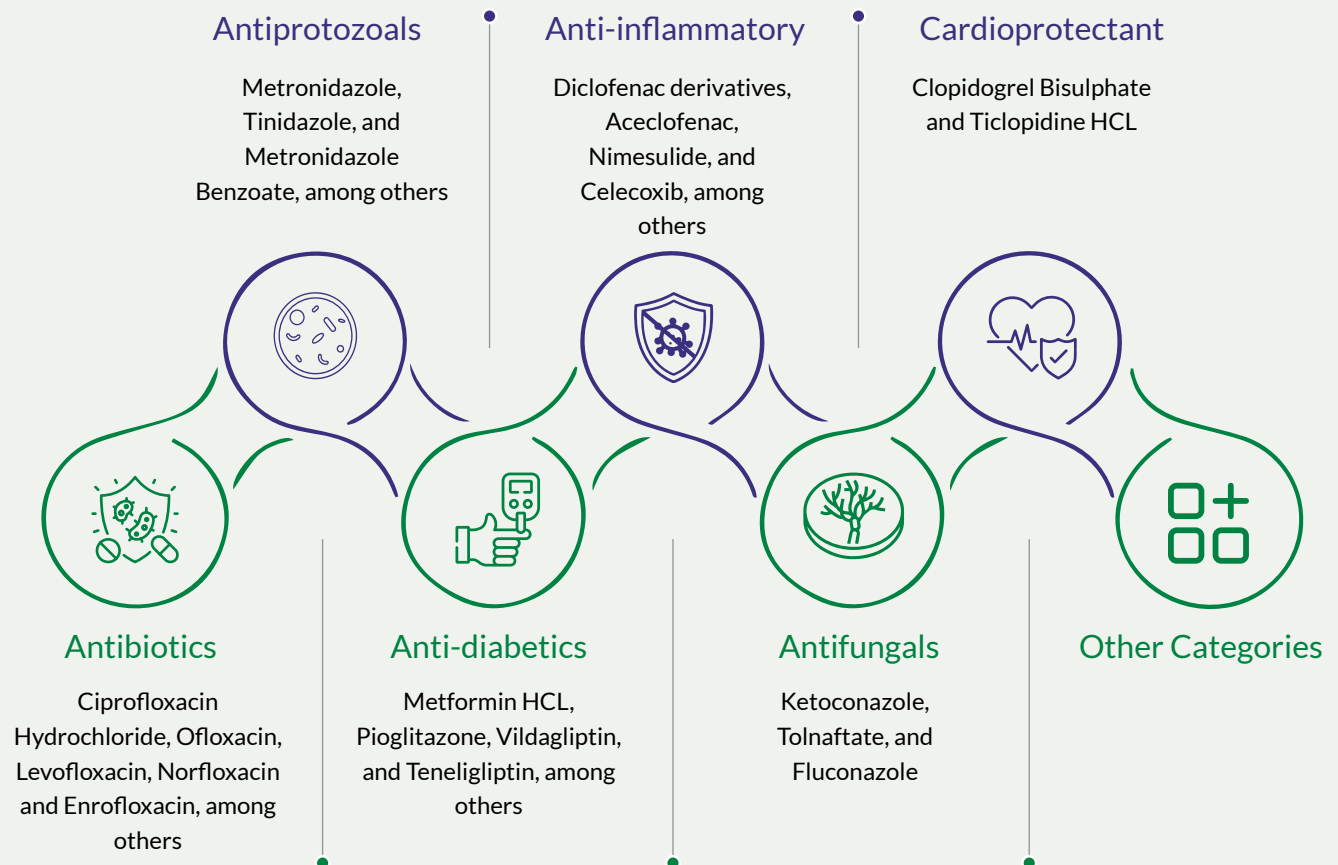 Antiprotozoals
Metronidazole,
Tinidazole, and
Metronidazole
Benzoate, among others
Anti-inflammatory
Diclofenac derivatives,
Aceclofenac,
Nimesulide, and
Celecoxib, among
others
Cardioprotectant
Clopidogrel Bisulphate
and Ticlopidine HCL
Antibiotics
Ciprofloxacin
Hydrochloride, Ofloxacin,
Levofloxacin, Norfloxacin
and Enrofloxacin, among
others
Anti-diabetics
Metformin HCL,
Pioglitazone, Vildagliptin,
and Teneligliptin, among
others
Antifungals
Ketoconazole,
Tolnaftate, and
Fluconazole
Other Categories